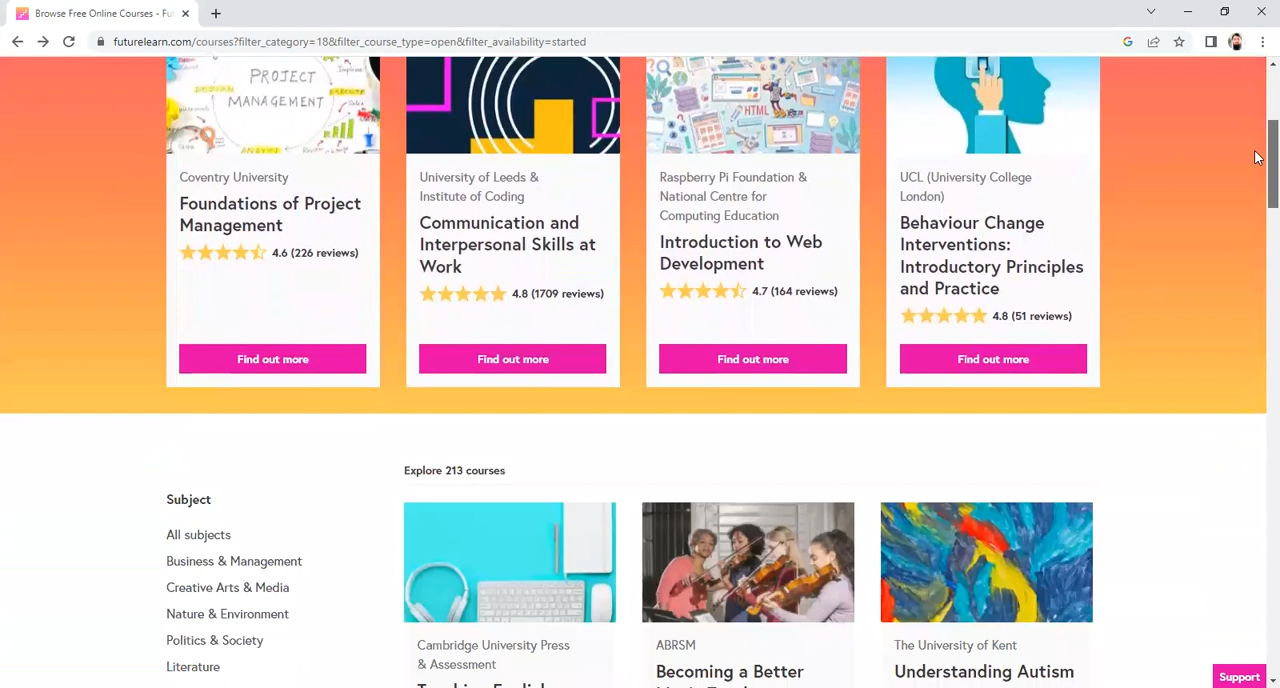 Browse Free Online Courses - Fu
futurelearn.com/courses?filter_category=18&filter_course_type=open&filter_availability=started
PROJECT
MANAGEMENT
HTML
Coventry University
Foundations of Project
Management
4.6 (226 reviews)
Find out more
University of Leeds &
Institute of Coding
Communication and
Interpersonal Skills at
Work
4.8 (1709 reviews)
Find out more
Raspberry Pi Foundation &
National Centre for
Computing Education
Introduction to Web
Development
4.7 (164 reviews)
Find out more
UCL (University College
London)
Behaviour Change
Interventions:
Introductory Principles
and Practice
4.8 (51 reviews)
Find out more
Explore 213 courses
Subject
All subjects
Business & Management
Creative Arts & Media
Nature & Environment
Politics & Society
Literature
Cambridge University Press
& Assessment
Teaching English
ABRSM
Becoming a Better
The University of Kent
Understanding Autism
Support